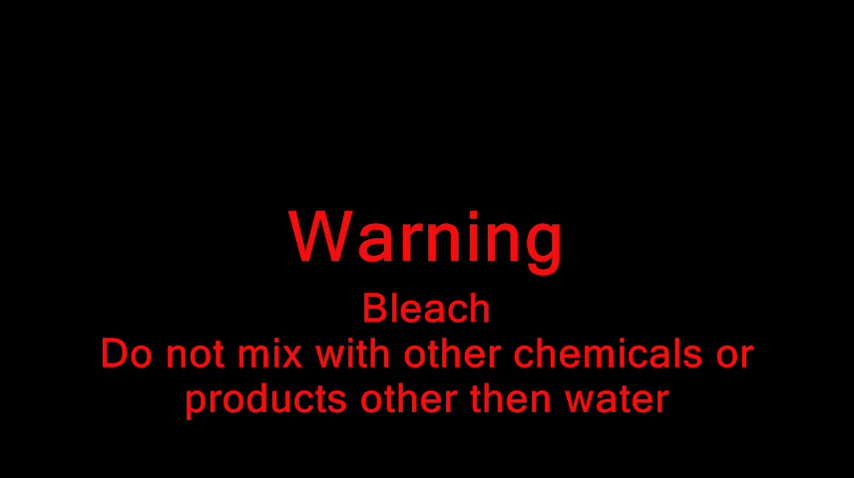 Warning
Bleach
Do not mix with other chemicals or
products other then water